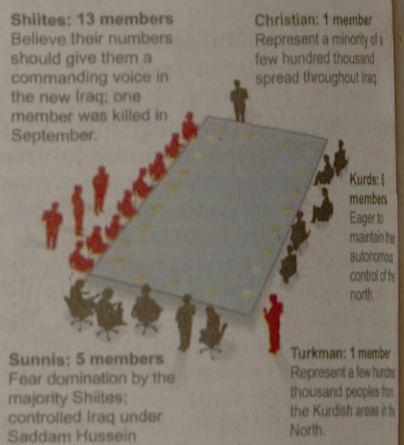 Shiites: 13 members
Believe their numbers
should give them a
commanding voice in
the new Iraq; one
member was killed in
September.
Christian: 1 member
Represent a minority of a
few hundred thousand
spread throughout Iraq.
Kurds: 5
members
Eager to
maintain the
autonomous
control of the
north.
Sunnis: 5 members
Fear domination by the
majority Shiites;
controlled Iraq under
Saddam Hussein
Turkman: 1 member
Represent a few hundred
thousand peoples from
the Kurdish areas in the
North.